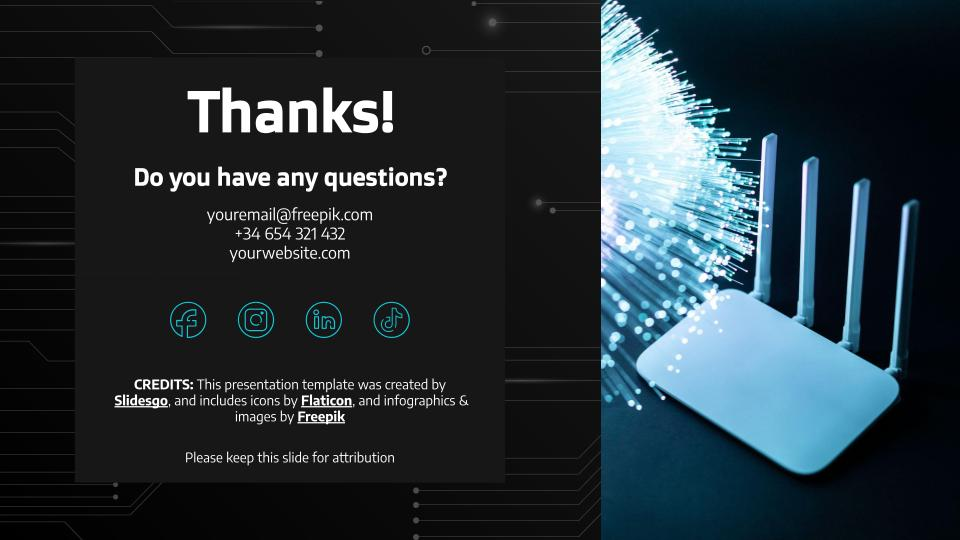 Thanks!
Do you have any questions?
youremail@freepik.com
+34 654 321 432
yourwebsite.com
CREDITS: This presentation template was created by
Slidesgo, and includes icons by Flaticon, and infographics &
images by Freepik
Please keep this slide for attribution